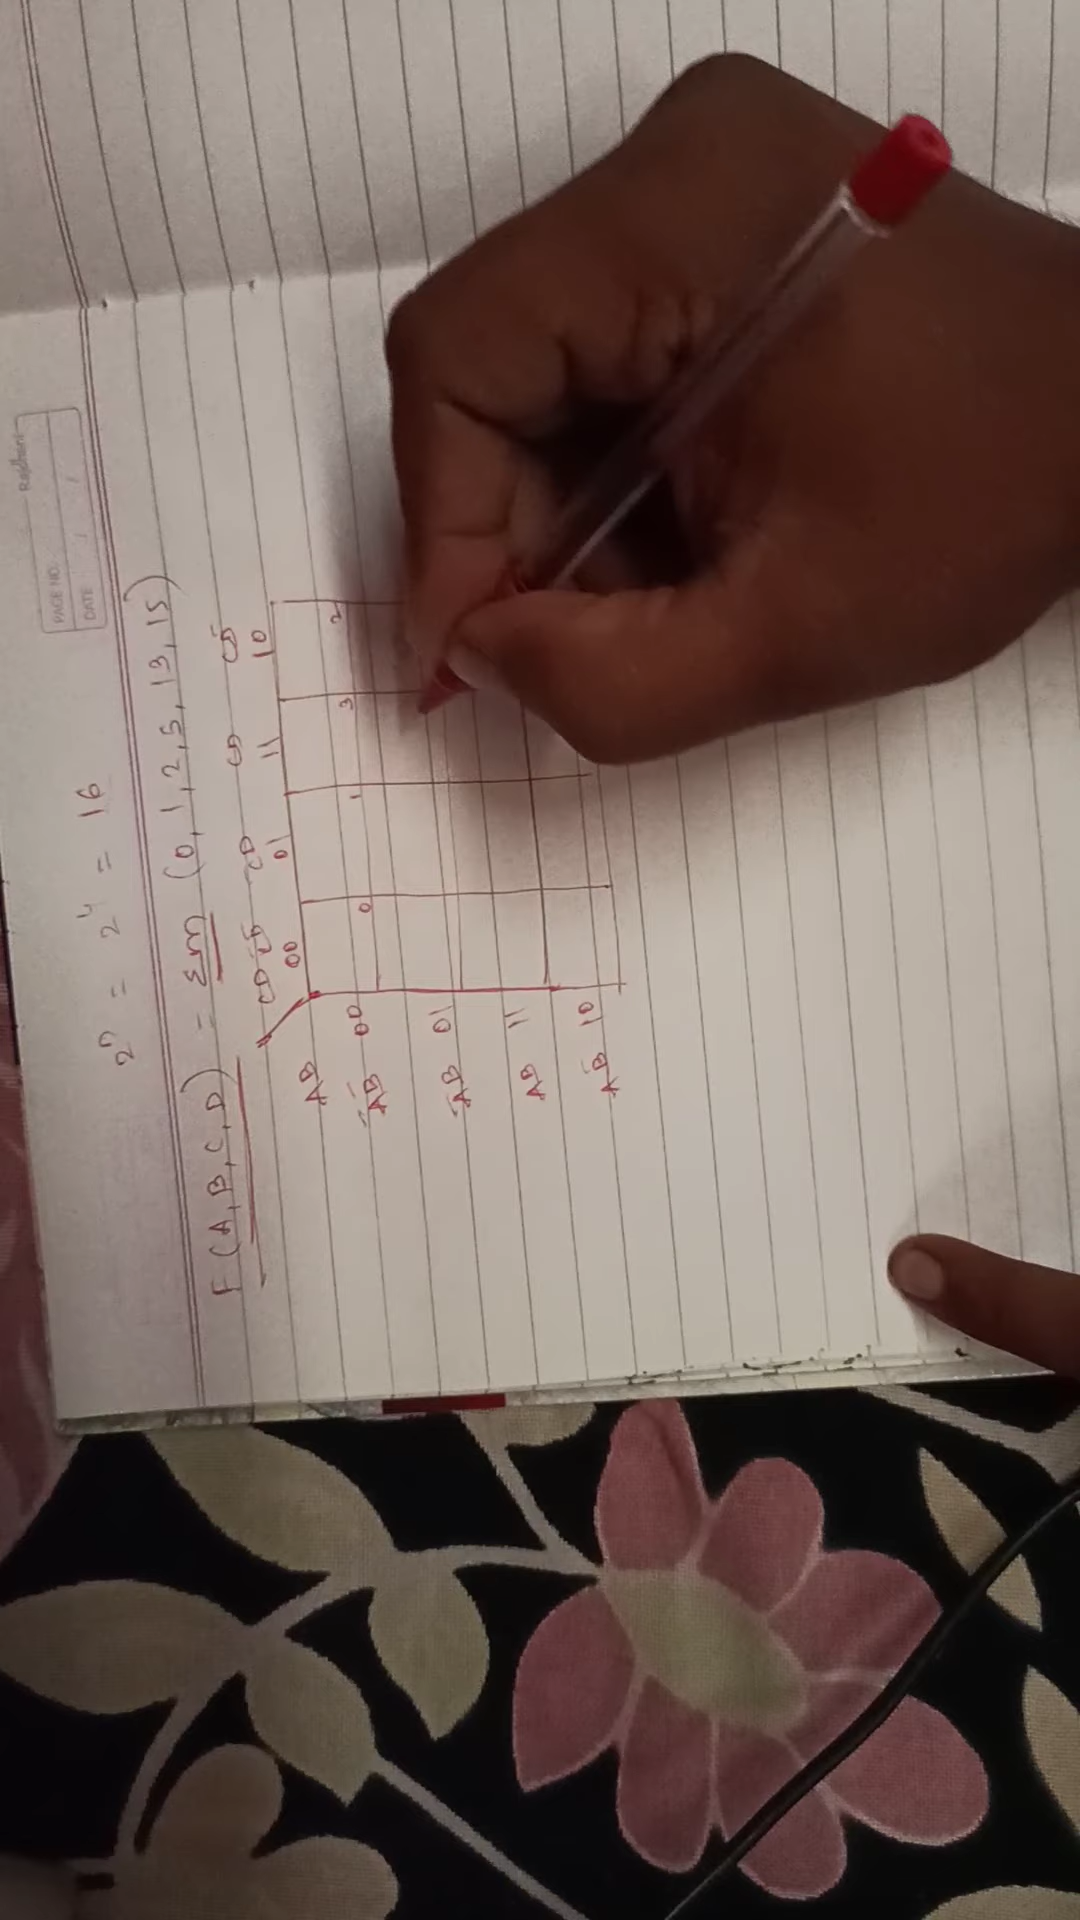 Rajdhani
PAGE NO.
DATE / /
2ⁿ = 2⁴ = 16
F(A,B,C,D) = Σm (0,1,2,5,13,15)
CD C̄D̄ C̄D CD CD̄
00 01 11 10
AB
ĀB̄ 00 0 1 3 2
ĀB 01
AB 11
AB̄ 10